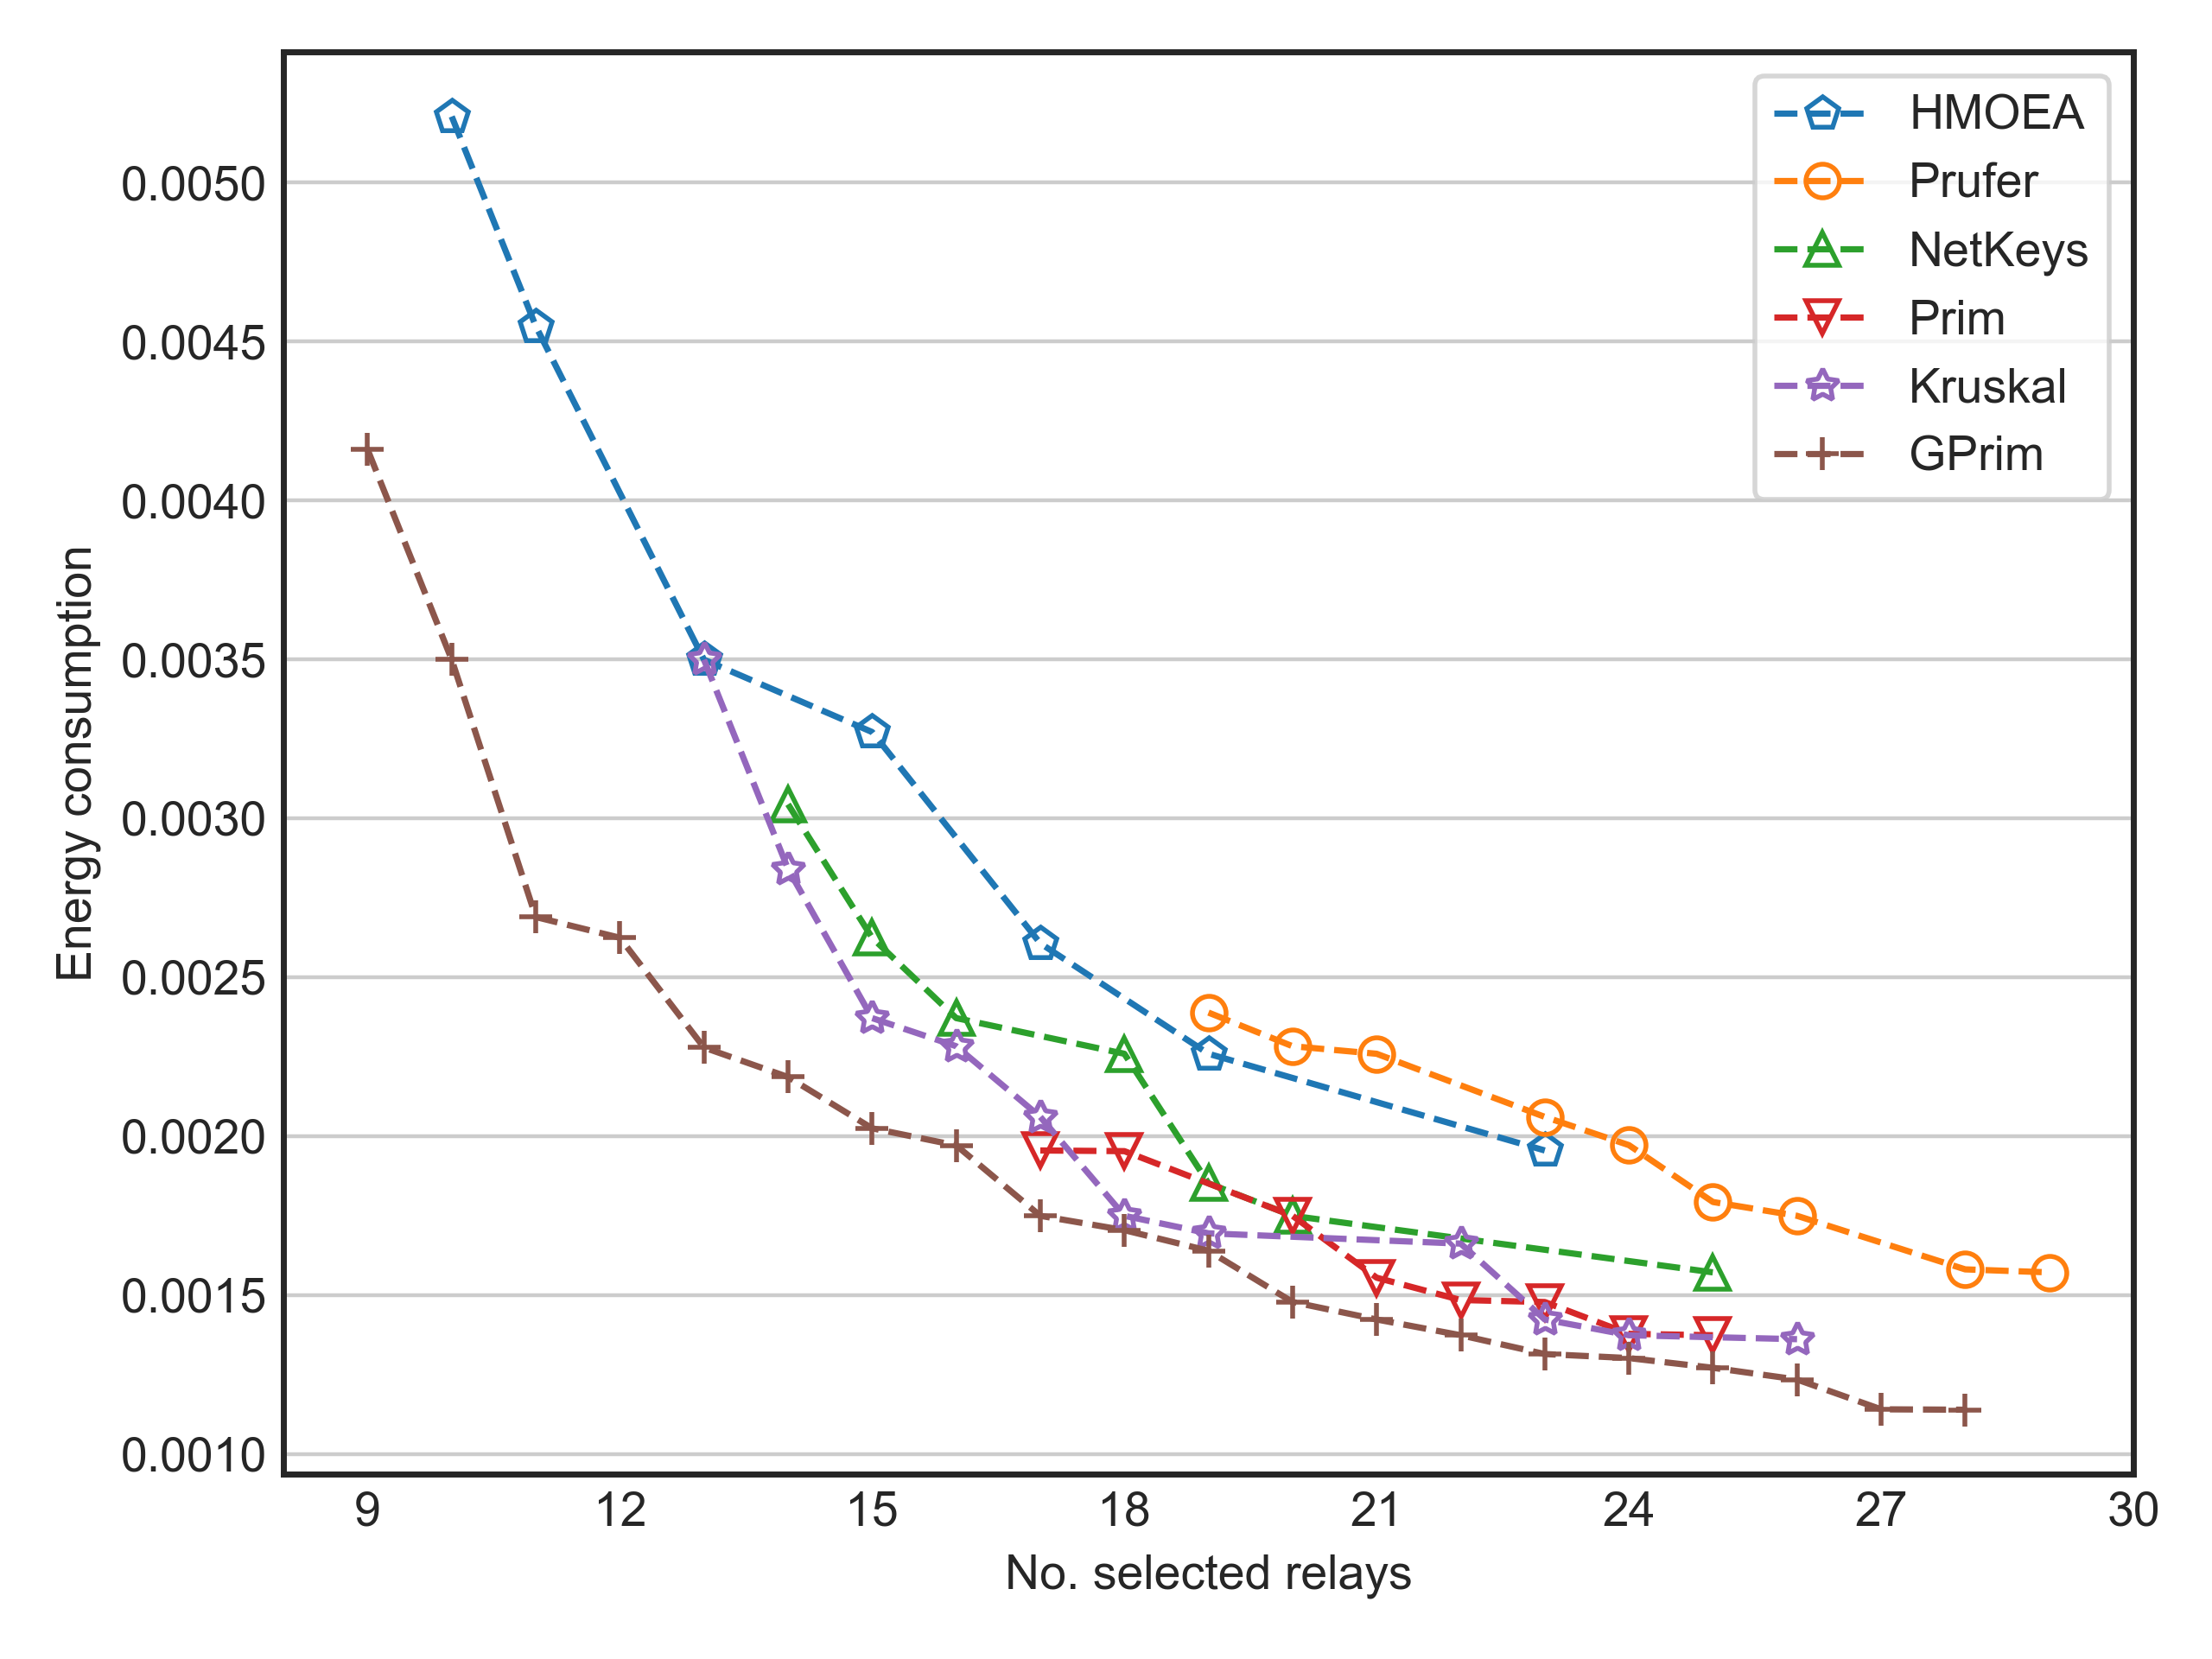 HMOEA
Prufer
NetKeys
Prim
Kruskal
GPrim
Energy consumption
0.0050
0.0045
0.0040
0.0035
0.0030
0.0025
0.0020
0.0015
0.0010
9 12 15 18 21 24 27 30
No. selected relays